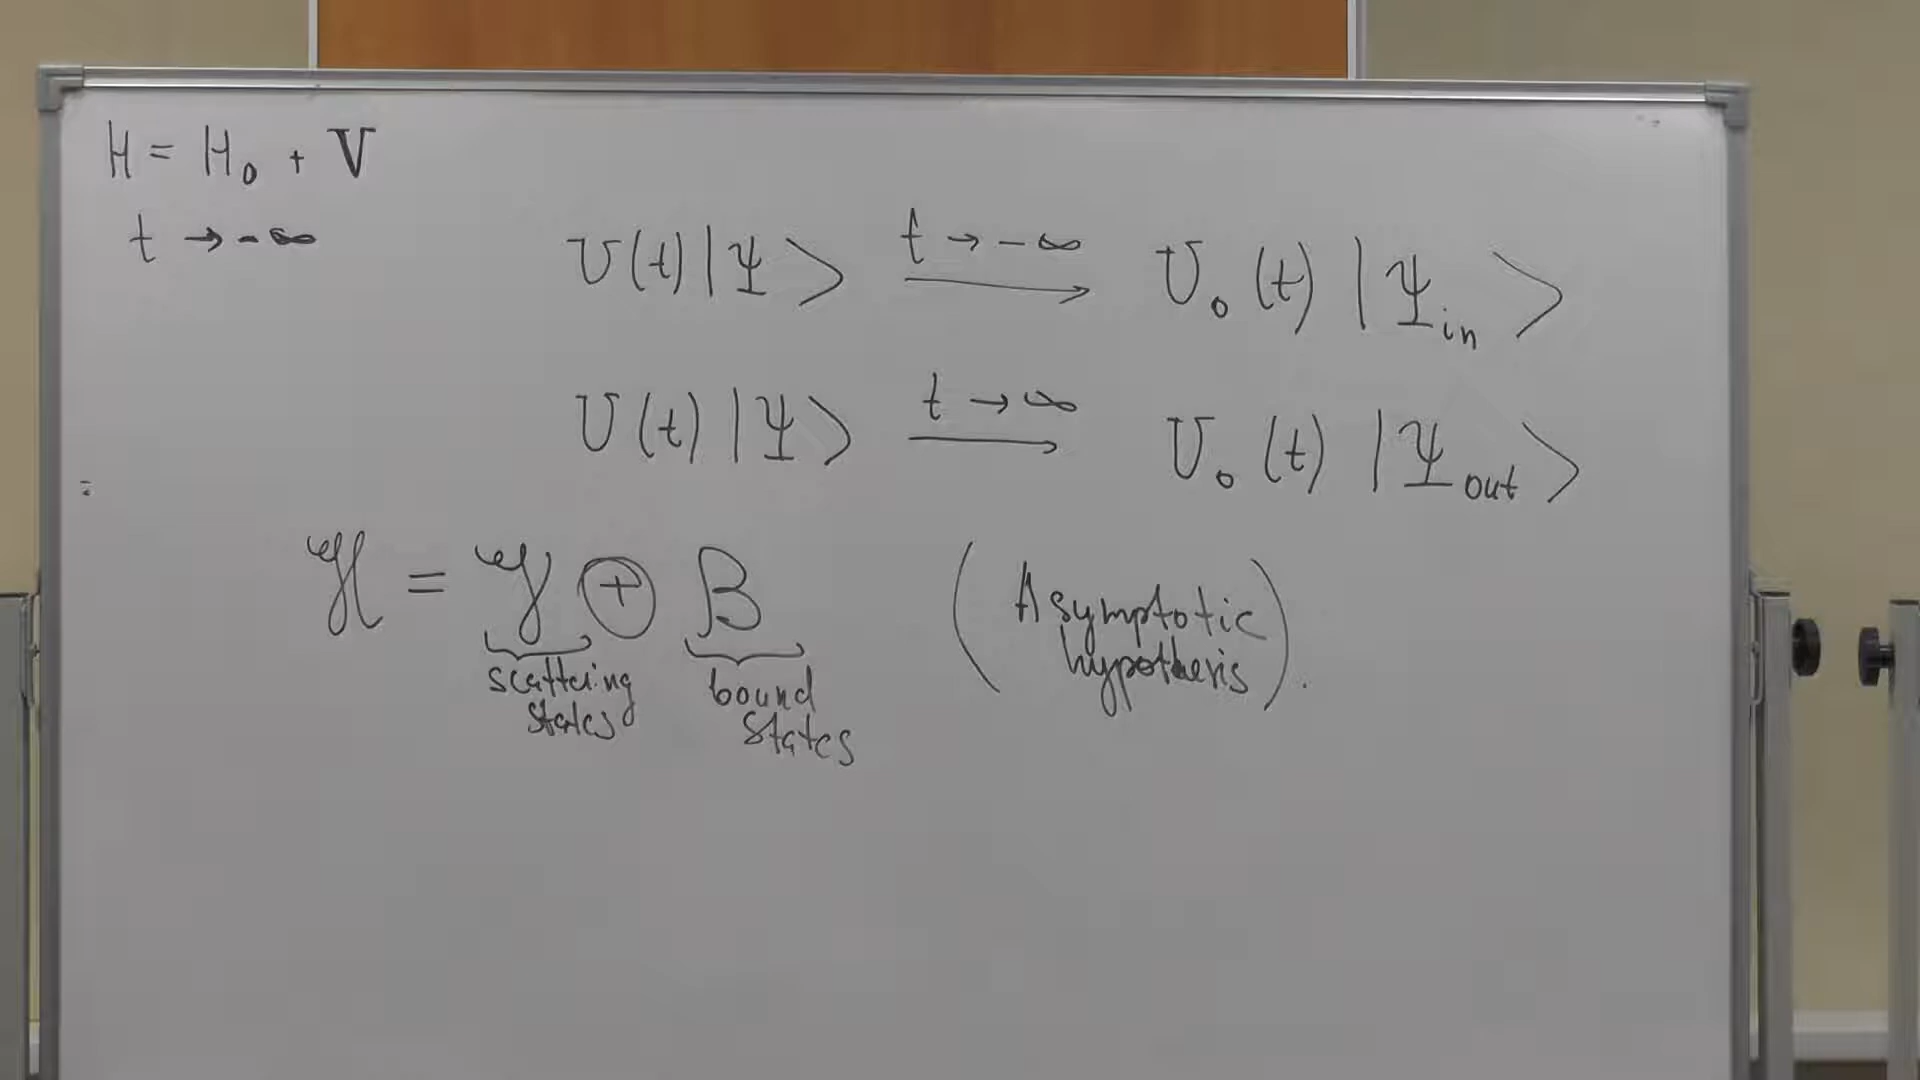 H = H₀ + V
t → -∞
U(t) |Ψ> t → -∞ ⟶ U₀(t) |Ψ_in>
U(t) |Ψ> t → ∞ ⟶ U₀(t) |Ψ_out>
ℋ = 𝒮 ⊕ B (Asymptotic
hypothesis).
scattering bound
states states